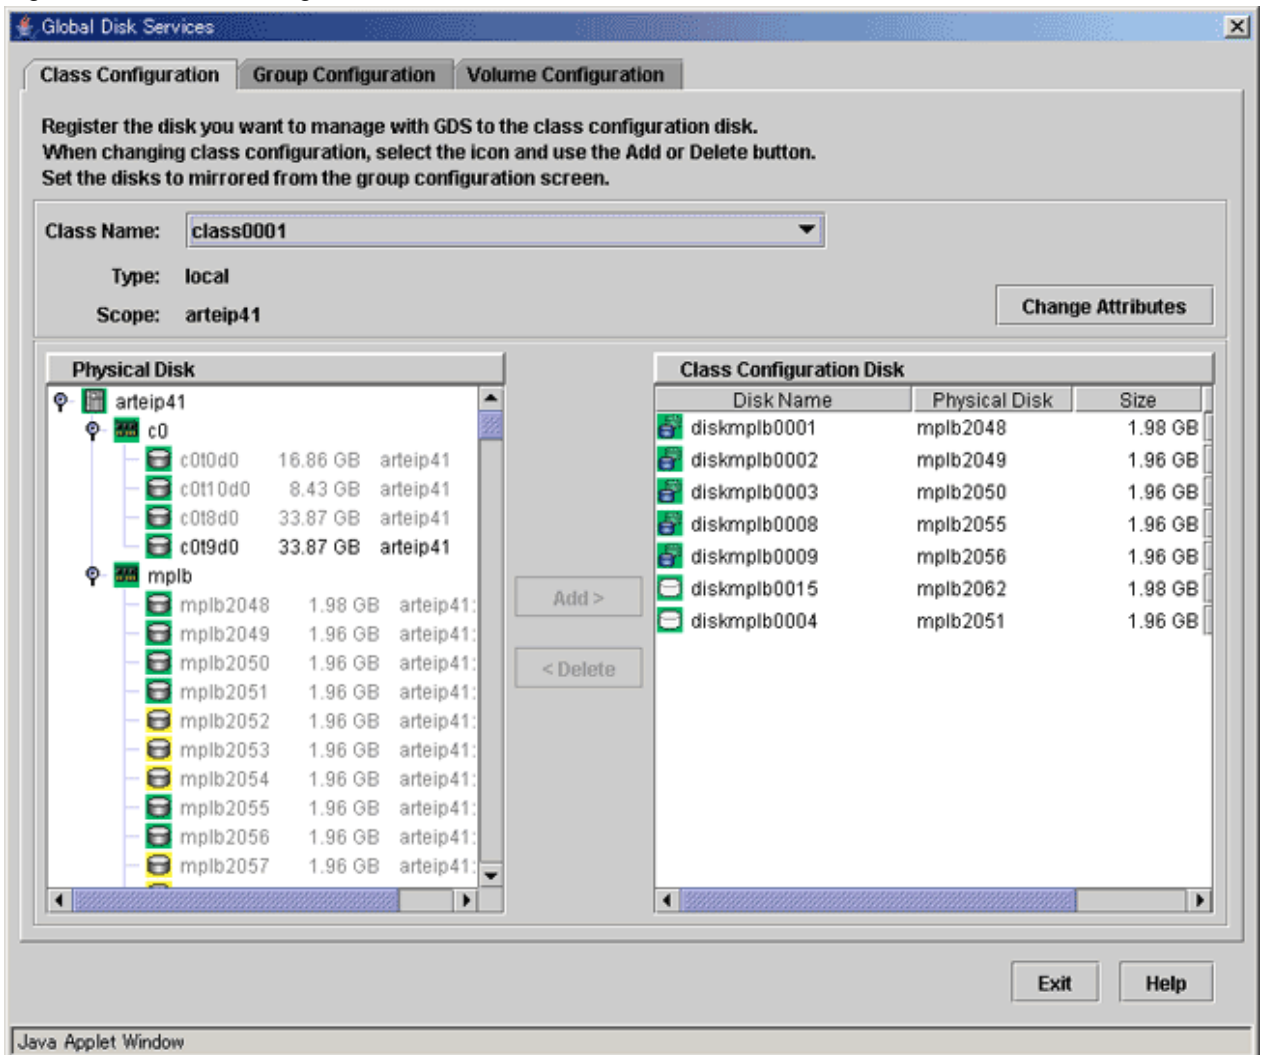 Global Disk Services
Class Configuration Group Configuration Volume Configuration
Register the disk you want to manage with GDS to the class configuration disk.
When changing class configuration, select the icon and use the Add or Delete button.
Set the disks to mirrored from the group configuration screen.
Class Name: class0001
Type: local
Scope: arteip41
Change Attributes
Physical Disk
arteip41
c0
c0t0d0 16.86 GB arteip41
c0t10d0 8.43 GB arteip41
c0t8d0 33.87 GB arteip41
c0t9d0 33.87 GB arteip41
mplb
mplb2048 1.98 GB arteip41:
mplb2049 1.96 GB arteip41:
mplb2050 1.96 GB arteip41:
mplb2051 1.96 GB arteip41:
mplb2052 1.96 GB arteip41:
mplb2053 1.96 GB arteip41:
mplb2054 1.96 GB arteip41:
mplb2055 1.96 GB arteip41:
mplb2056 1.96 GB arteip41:
mplb2057 1.96 GB arteip41:
Add >
< Delete
Class Configuration Disk
Disk Name Physical Disk Size
diskmplb0001 mplb2048 1.98 GB
diskmplb0002 mplb2049 1.96 GB
diskmplb0003 mplb2050 1.96 GB
diskmplb0008 mplb2055 1.96 GB
diskmplb0009 mplb2056 1.96 GB
diskmplb0015 mplb2062 1.98 GB
diskmplb0004 mplb2051 1.96 GB
Exit Help
Java Applet Window